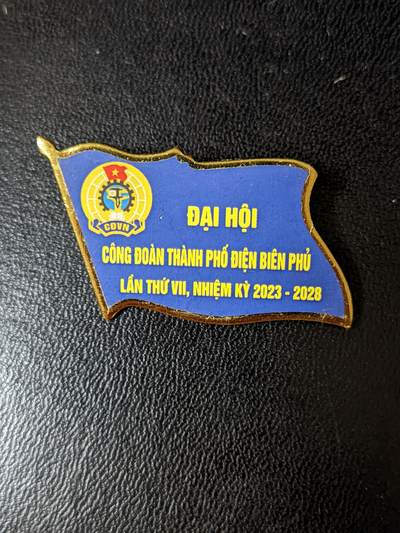 CĐVN
ĐẠI HỘI
CÔNG ĐOÀN THÀNH PHỐ ĐIỆN BIÊN PHỦ
LẦN THỨ VII, NHIỆM KỲ 2023 - 2028